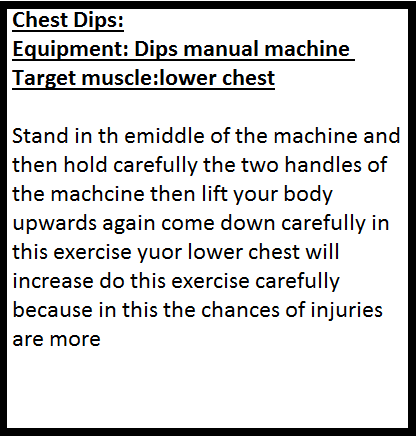 Chest Dips:
Equipment: Dips manual machine
Target muscle:lower chest
Stand in th emiddle of the machine and
then hold carefully the two handles of
the machcine then lift your body
upwards again come down carefully in
this exercise yuor lower chest will
increase do this exercise carefully
because in this the chances of injuries
are more